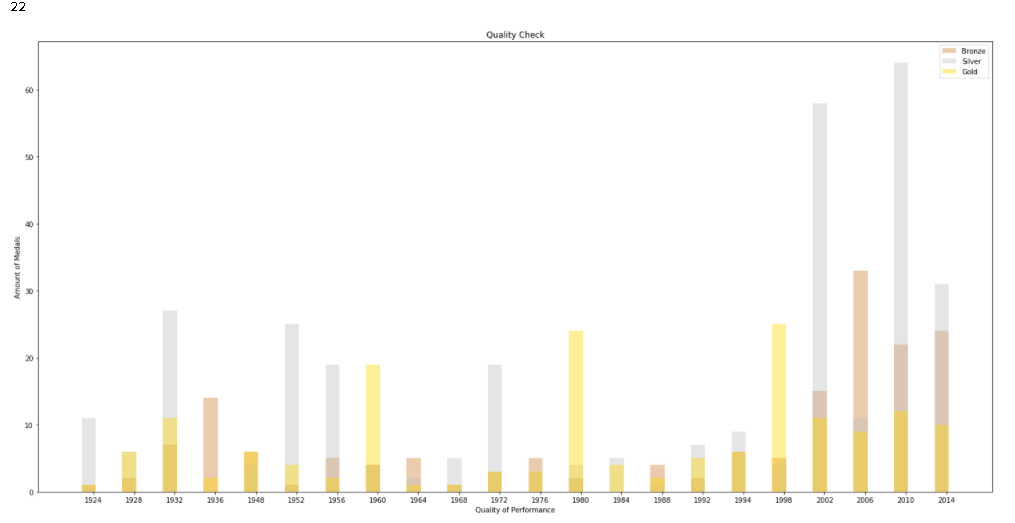 22
Quality Check
Bronze
Silver
Gold
60
50
40
30
20
10
0
Amount of Medals
1924 1928 1932 1936 1948 1952 1956 1960 1964 1968 1972 1976 1980 1984 1988 1992 1994 1998 2002 2006 2010 2014
Quality of Performance